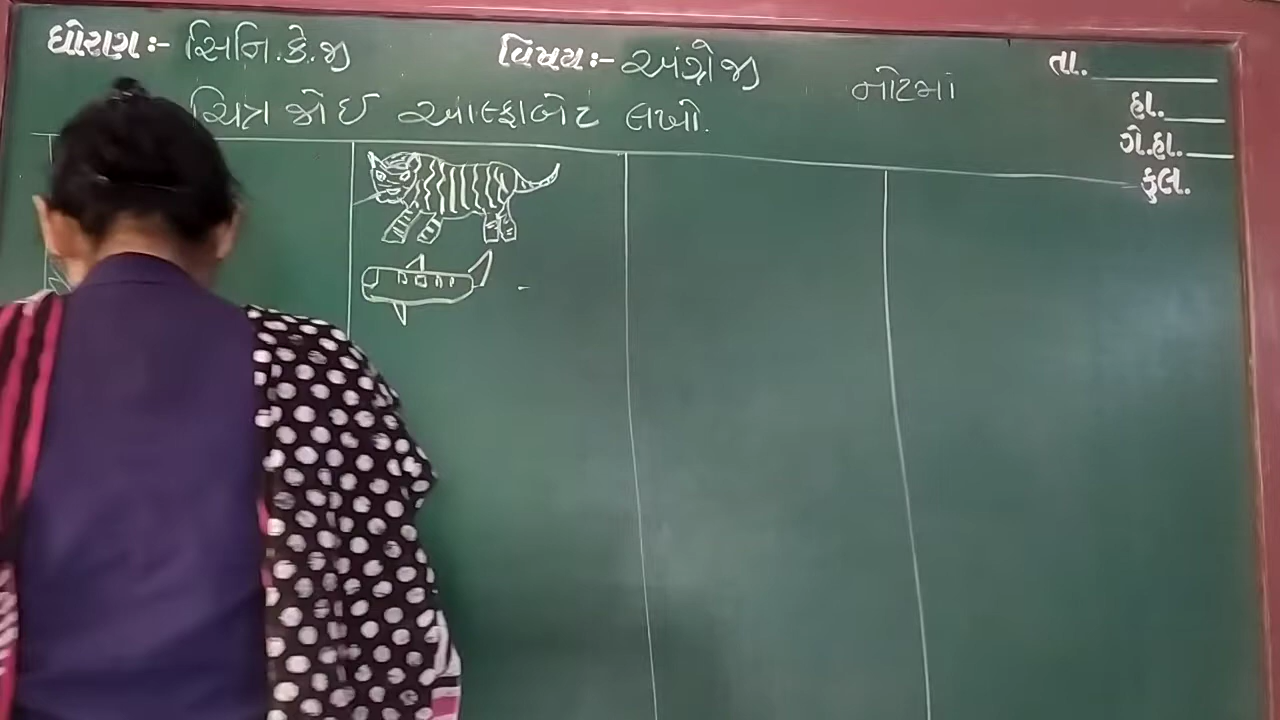 ધોરણ:- સિનિ.કે.જી વિષય:- અંગ્રેજી નોટમાં તા.
ચિત્ર જોઈ આલ્ફાબેટ લખો.
હા.
ગે.હા.
કુલ.